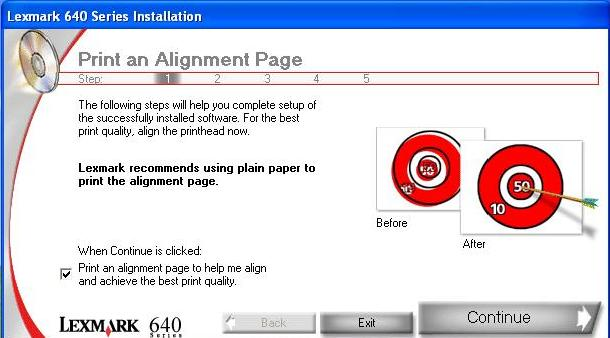 Lexmark 640 Series Installation
Print an Alignment Page
Step: 1 2 3 4 5
The following steps will help you complete setup of
the successfully installed software. For the best
print quality, align the printhead now.
Lexmark recommends using plain paper to
print the alignment page.
50
10
Before
50
10
After
When Continue is clicked:
Print an alignment page to help me align
and achieve the best print quality.
LEXMARK 640
Series
Back
Exit
Continue